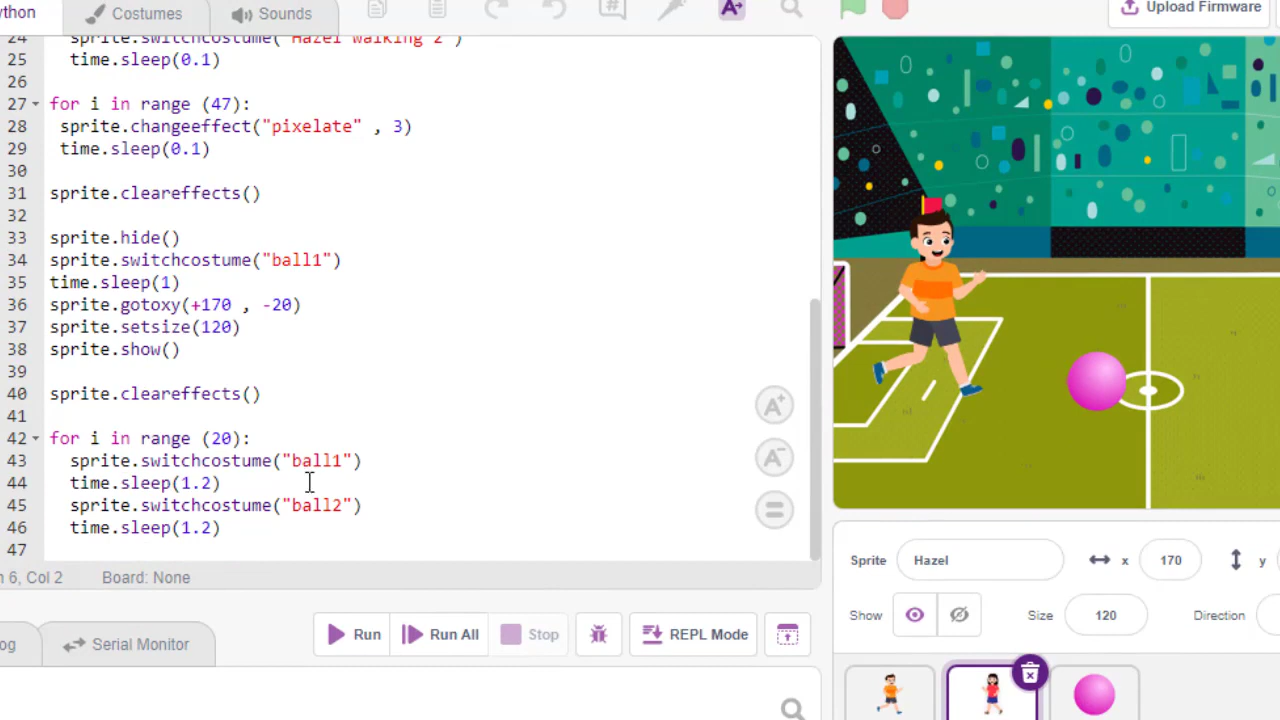 Costumes
Sounds
Upload Firmware
24 sprite.switchcostume("Hazel walking 2")
25 time.sleep(0.1)
26
27 for i in range (47):
28 sprite.changeeffect("pixelate" , 3)
29 time.sleep(0.1)
30
31 sprite.cleareffects()
32
33 sprite.hide()
34 sprite.switchcostume("ball1")
35 time.sleep(1)
36 sprite.gotoxy(+170 , -20)
37 sprite.setsize(120)
38 sprite.show()
39
40 sprite.cleareffects()
41
42 for i in range (20):
43 sprite.switchcostume("ball1")
44 time.sleep(1.2)
45 sprite.switchcostume("ball2")
46 time.sleep(1.2)
47
6, Col 2 Board: None
Run
Run All
Stop
REPL Mode
Serial Monitor
Sprite Hazel x 170 y
Show Size 120 Direction